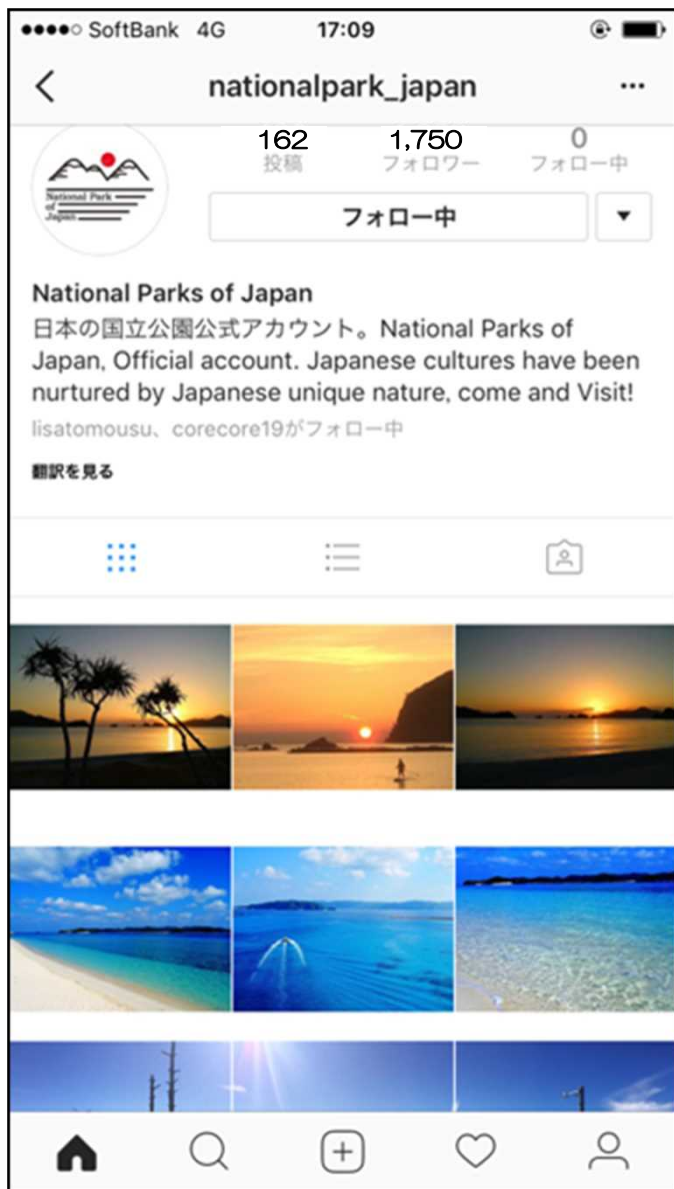 SoftBank 4G 17:09
nationalpark_japan
162 1,750 0
投稿 フォロワー フォロー中
National Park
of
Japan
フォロー中
National Parks of Japan
日本の国立公園公式アカウント。National Parks of
Japan, Official account. Japanese cultures have been
nurtured by Japanese unique nature, come and Visit!
lisatomousu、corecore19がフォロー中
翻訳を見る